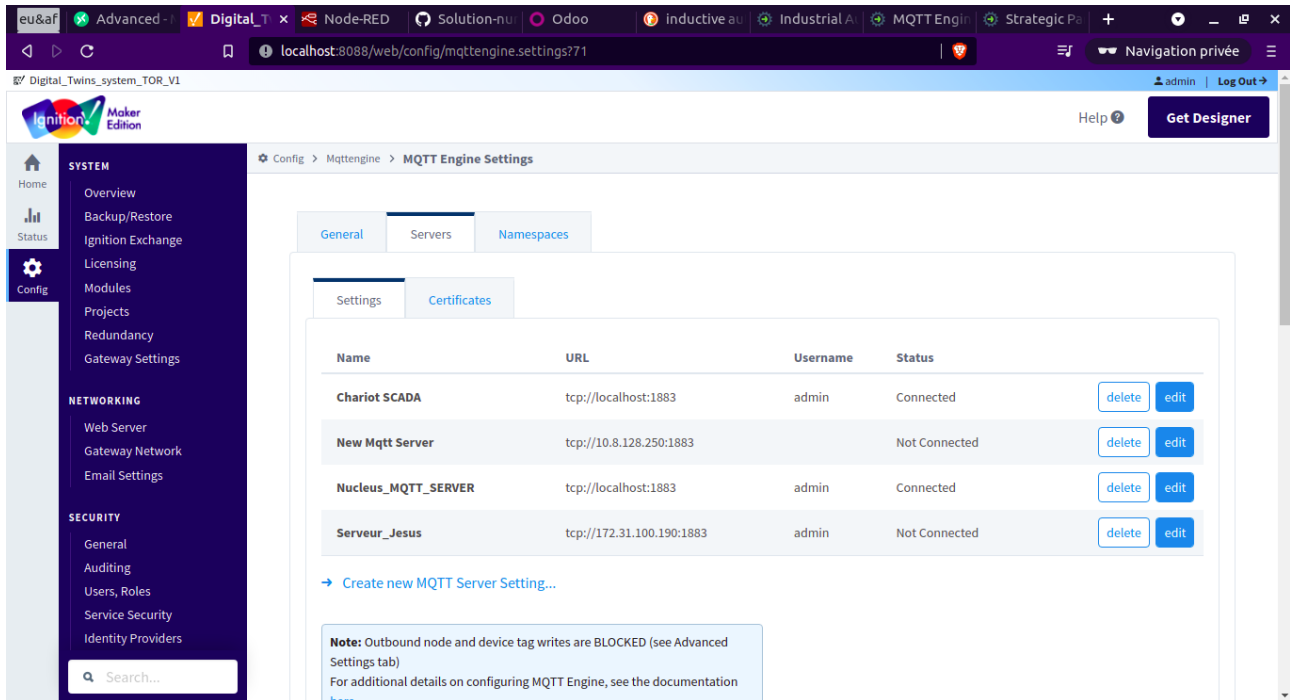 eu&af Advanced - N Digital_T Node-RED Solution-nu Odoo inductive au Industrial Au MQTT Engin Strategic Pa
localhost:8088/web/config/mqttengine.settings?71 Navigation privée
Digital_Twins_system_TOR_V1 admin | Log Out
Ignition! Maker Edition Help Get Designer
Config > Mqttengine > MQTT Engine Settings
Home
Status
Config
SYSTEM
Overview
Backup/Restore
Ignition Exchange
Licensing
Modules
Projects
Redundancy
Gateway Settings
NETWORKING
Web Server
Gateway Network
Email Settings
SECURITY
General
Auditing
Users, Roles
Service Security
Identity Providers
Search...
General Servers Namespaces
Settings Certificates
Name URL Username Status
Chariot SCADA tcp://localhost:1883 admin Connected delete edit
New Mqtt Server tcp://10.8.128.250:1883 Not Connected delete edit
Nucleus_MQTT_SERVER tcp://localhost:1883 admin Connected delete edit
Serveur_Jesus tcp://172.31.100.190:1883 admin Not Connected delete edit
→ Create new MQTT Server Setting...
Note: Outbound node and device tag writes are BLOCKED (see Advanced
Settings tab)
For additional details on configuring MQTT Engine, see the documentation
here